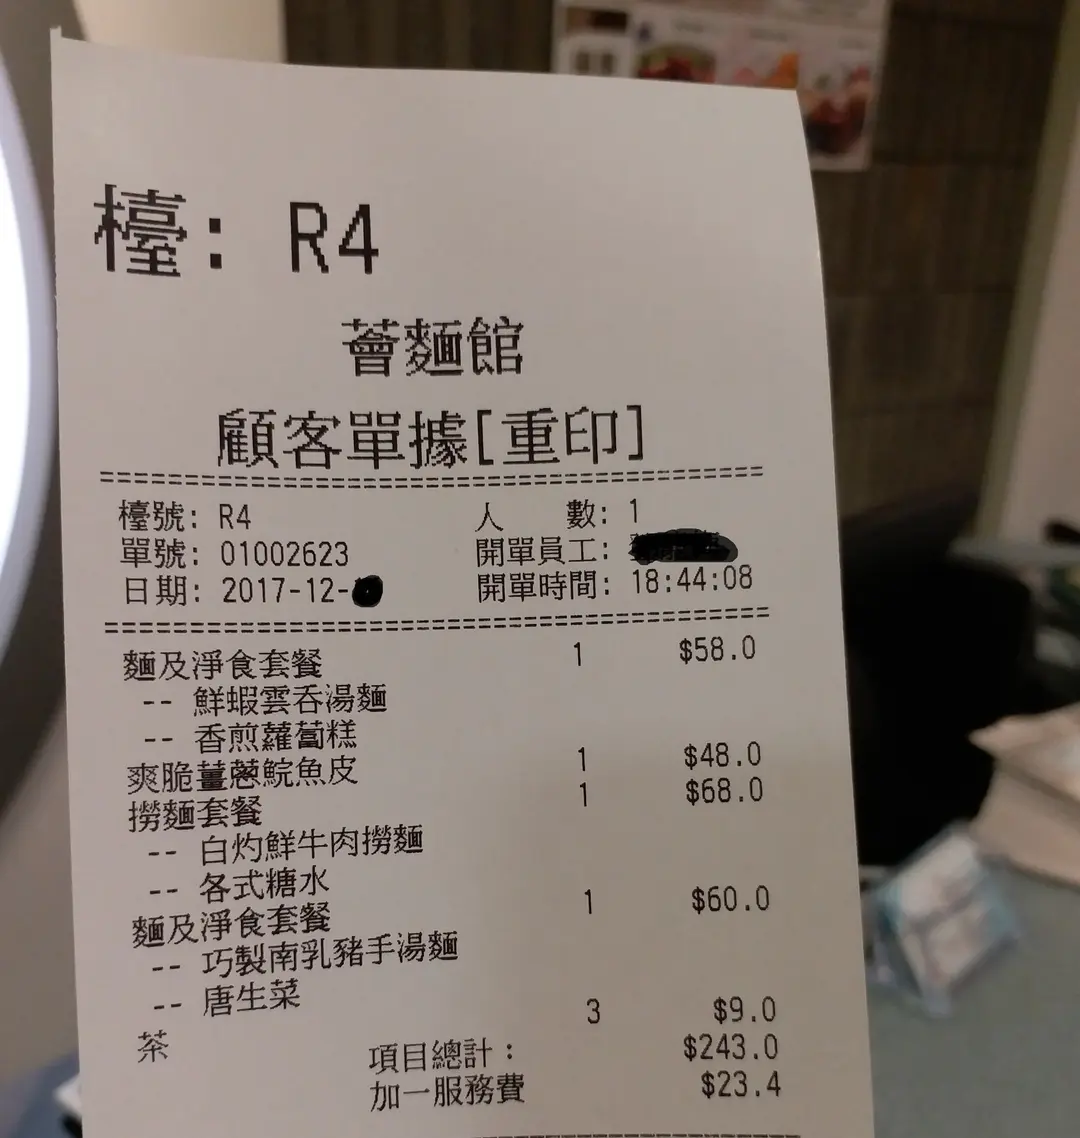 檯: R4
薈麵館
顧客單據[重印]
檯號: R4 人 數: 1
單號: 01002623 開單員工:
日期: 2017-12- 開單時間: 18:44:08
麵及淨食套餐 1 $58.0
-- 鮮蝦雲吞湯麵
-- 香煎蘿蔔糕
爽脆薑蔥鯇魚皮 1 $48.0
撈麵套餐 1 $68.0
-- 白灼鮮牛肉撈麵
-- 各式糖水
麵及淨食套餐 1 $60.0
-- 巧製南乳豬手湯麵
-- 唐生菜
茶 3 $9.0
項目總計: $243.0
加一服務費 $23.4